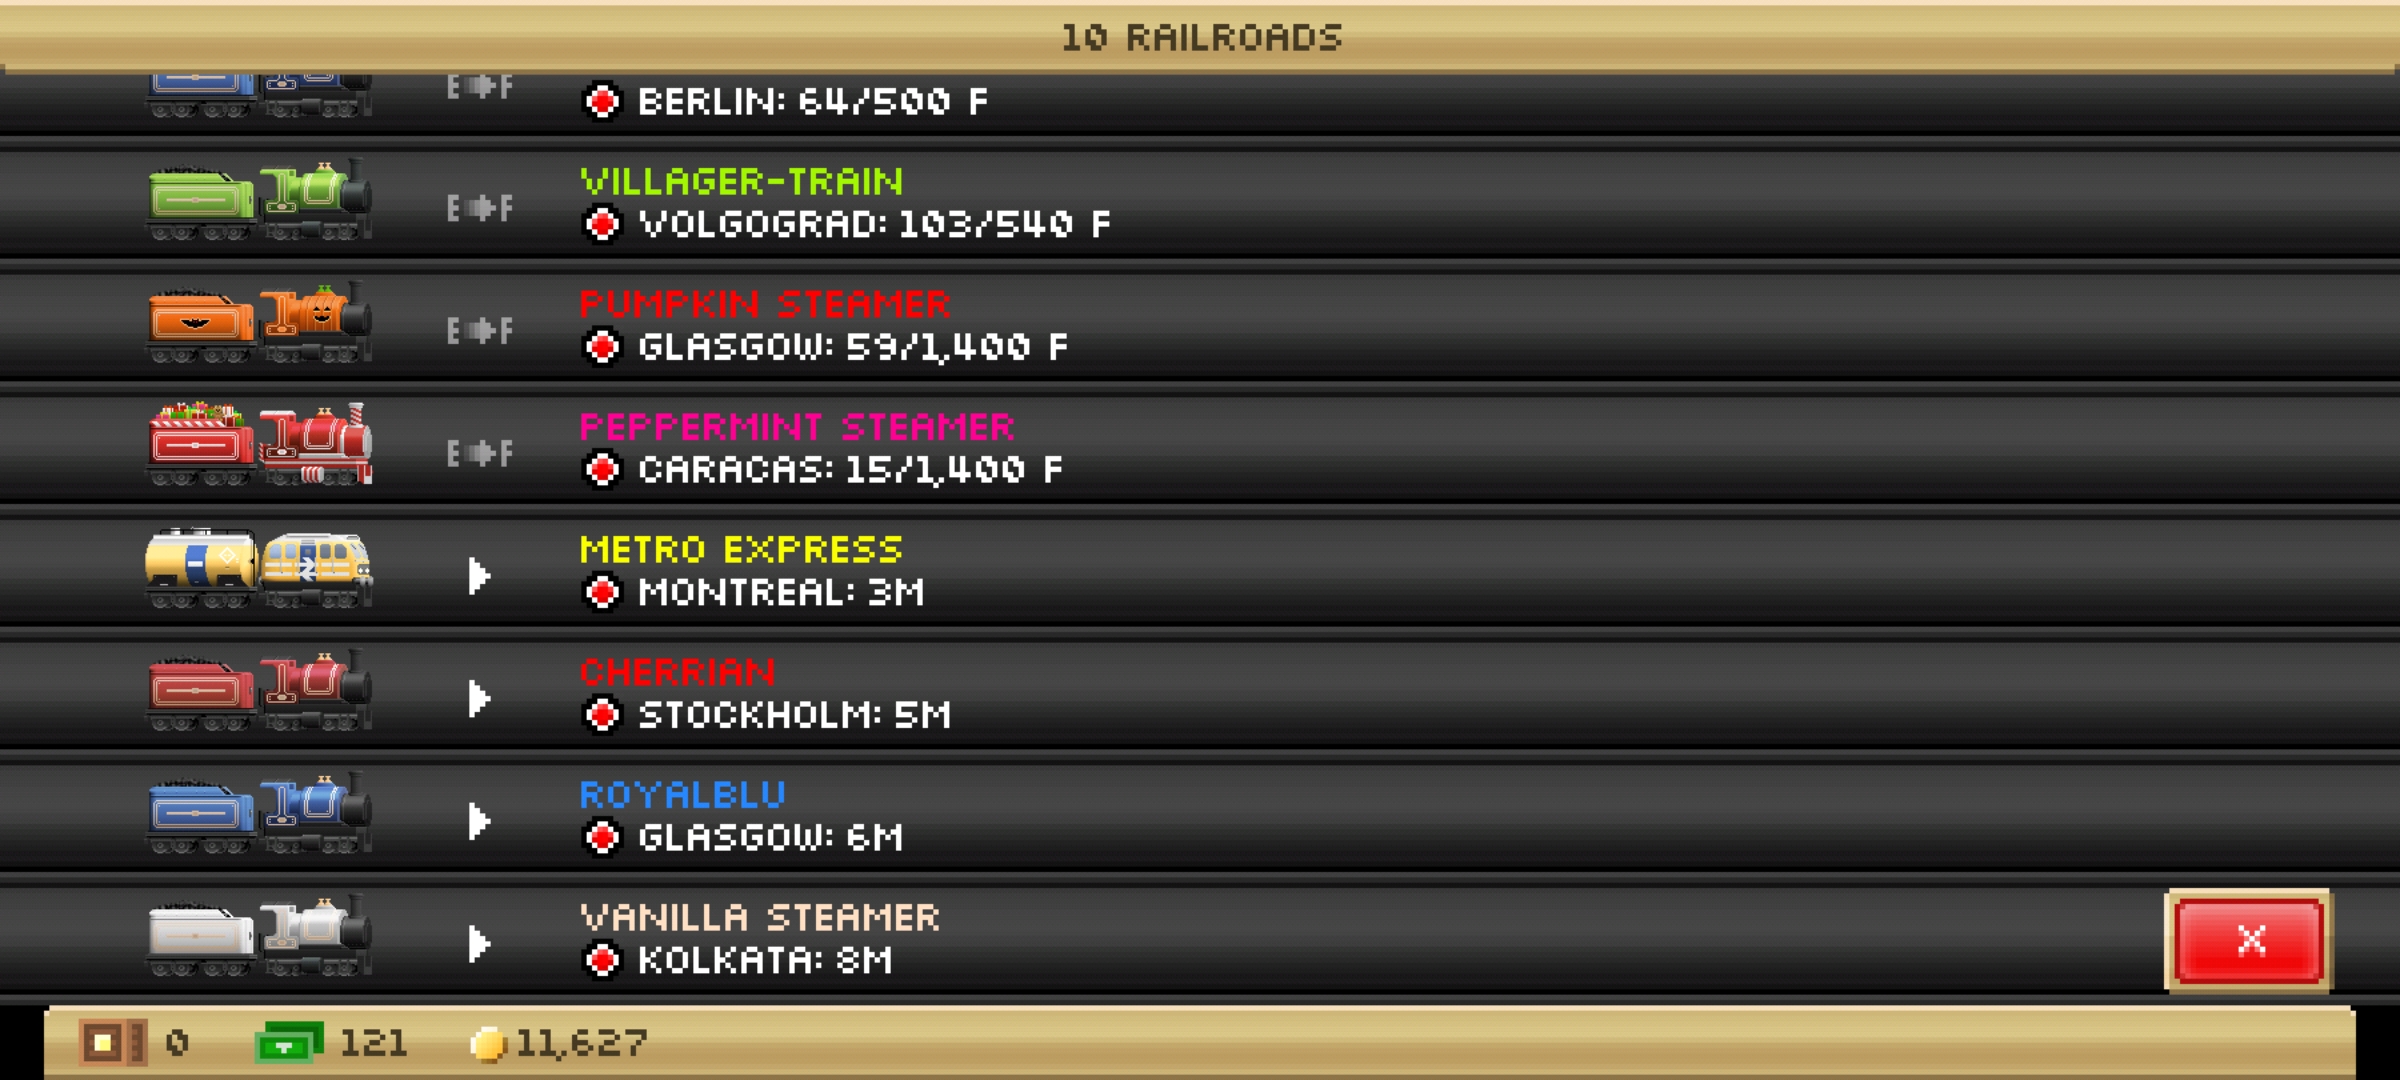 10 RAILROADS
E F
BERLIN: 64/500 F
VILLAGER-TRAIN
E F
VOLGOGRAD: 103/540 F
PUMPKIN STEAMER
E F
GLASGOW: 59/1,400 F
PEPPERMINT STEAMER
E F
CARACAS: 15/1,400 F
METRO EXPRESS
MONTREAL: 3M
CHERRIAN
STOCKHOLM: 5M
ROYALBLU
GLASGOW: 6M
VANILLA STEAMER
KOLKATA: 8M
X
0 121 11,627